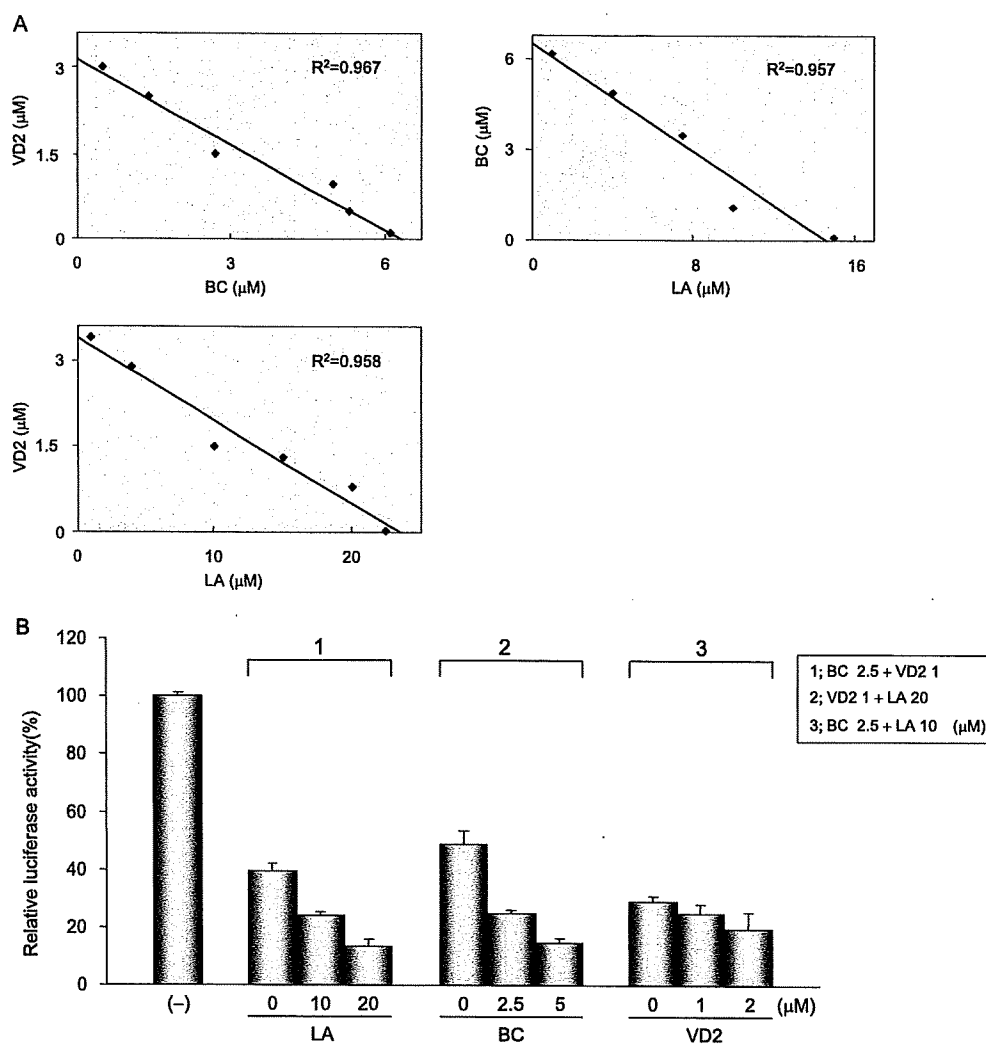 A
3
1.5
0
VD2 (μM)
R²=0.967
0 3 6
BC (μM)
6
3
0
BC (μM)
R²=0.957
0 8 16
LA (μM)
3
1.5
0
VD2 (μM)
R²=0.958
0 10 20
LA (μM)
B
120
100
80
60
40
20
0
Relative luciferase activity(%)
1 2 3
1; BC 2.5 + VD2 1
2; VD2 1 + LA 20
3; BC 2.5 + LA 10 (μM)
(–) 0 10 20 0 2.5 5 0 1 2 (μM)
LA BC VD2